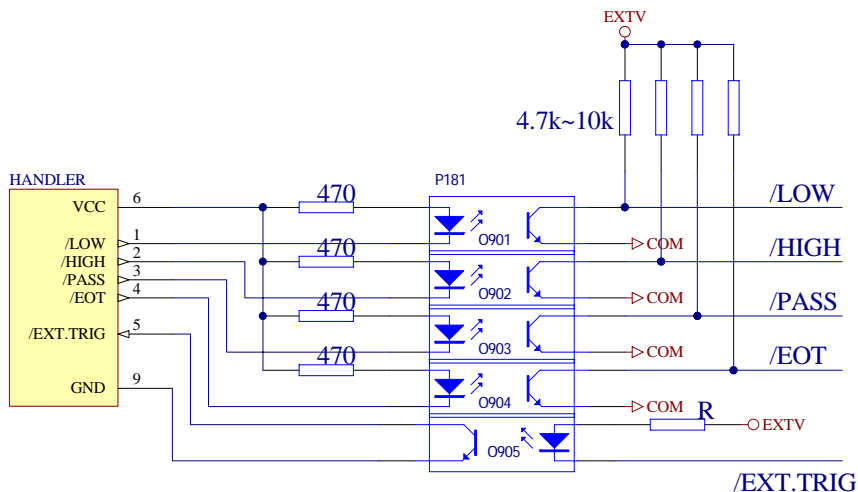 EXTV
4.7k~10k
HANDLER
P181
VCC 6 470 /LOW
/LOW 1 O901 COM
/HIGH 2 470 /HIGH
/PASS 3 O902 COM
/EOT 4 470 /PASS
/EXT.TRIG 5 O903 COM
470 /EOT
GND 9 O904 COM
R EXTV
O905
/EXT.TRIG